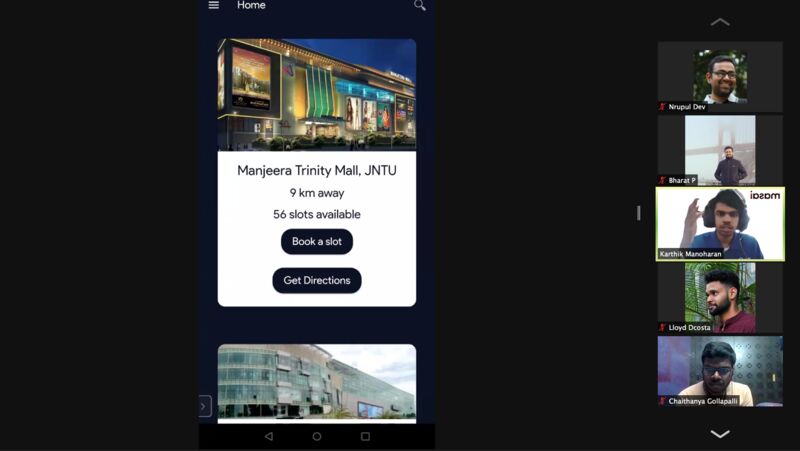 Home
Manjeera Trinity Mall, JNTU
9 km away
56 slots available
Book a slot
Get Directions
Nrupul Dev
Bharat P
masai
Karthik Manoharan
Lloyd Dcosta
Chaithanya Gollapalli